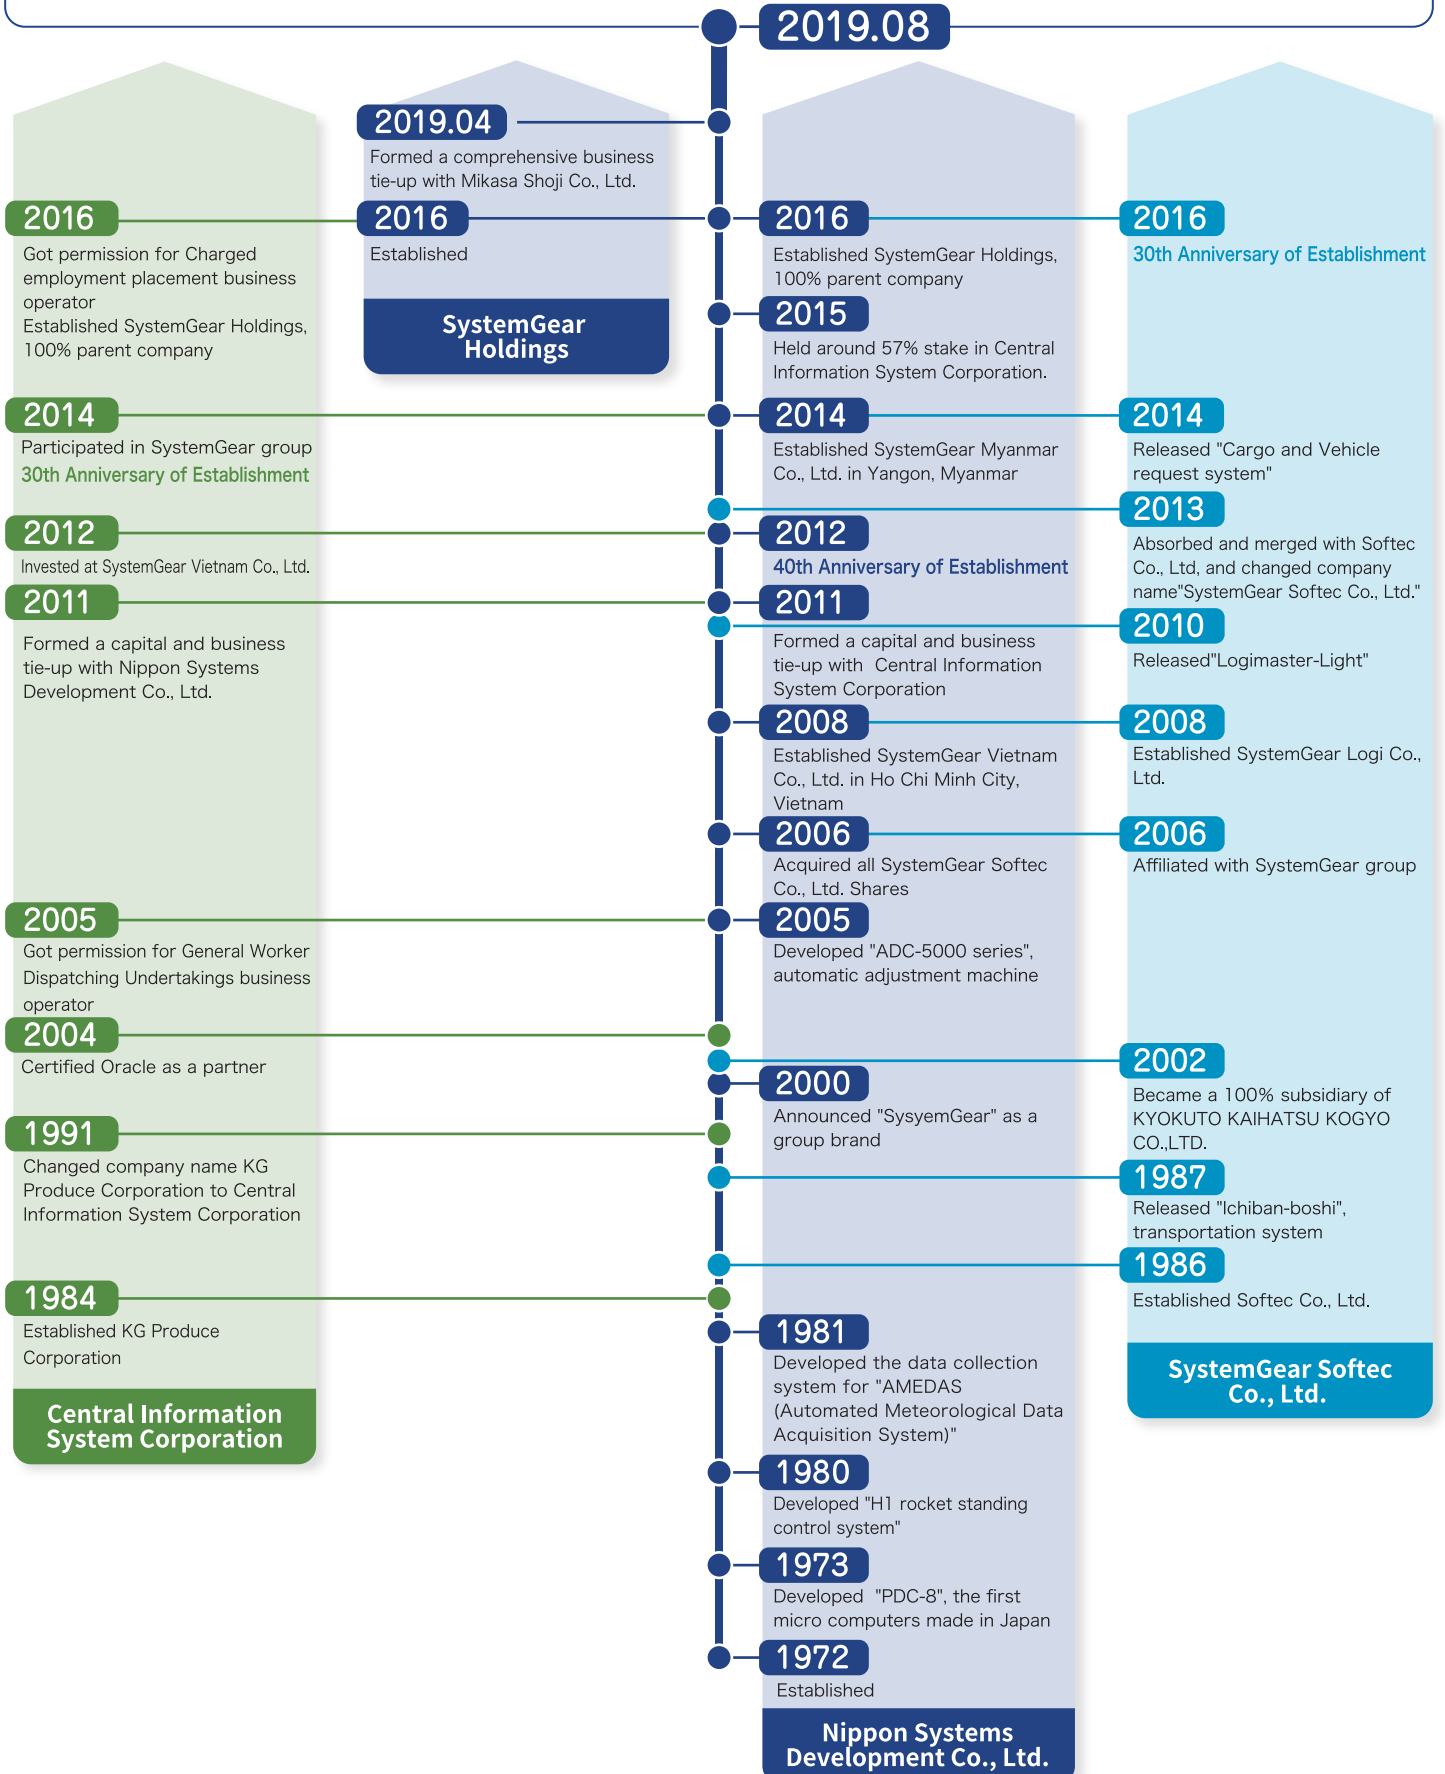 2019.08
2016
Got permission for Charged
employment placement business
operator
Established SystemGear Holdings,
100% parent company
2014
Participated in SystemGear group
30th Anniversary of Establishment
2012
Invested at SystemGear Vietnam Co., Ltd.
2011
Formed a capital and business
tie-up with Nippon Systems
Development Co., Ltd.
2005
Got permission for General Worker
Dispatching Undertakings business
operator
2004
Certified Oracle as a partner
1991
Changed company name KG
Produce Corporation to Central
Information System Corporation
1984
Established KG Produce
Corporation
Central Information
System Corporation
2019.04
Formed a comprehensive business
tie-up with Mikasa Shoji Co., Ltd.
2016
Established
SystemGear
Holdings
2016
Established SystemGear Holdings,
100% parent company
2015
Held around 57% stake in Central
Information System Corporation.
2014
Established SystemGear Myanmar
Co., Ltd. in Yangon, Myanmar
2012
40th Anniversary of Establishment
2011
Formed a capital and business
tie-up with  Central Information
System Corporation
2008
Established SystemGear Vietnam
Co., Ltd. in Ho Chi Minh City,
Vietnam
2006
Acquired all SystemGear Softec
Co., Ltd. Shares
2005
Developed "ADC-5000 series",
automatic adjustment machine
2000
Announced "SysyemGear" as a
group brand
1981
Developed the data collection
system for "AMEDAS
(Automated Meteorological Data
Acquisition System)"
1980
Developed "H1 rocket standing
control system"
1973
Developed  "PDC-8", the first
micro computers made in Japan
1972
Established
Nippon Systems
Development Co., Ltd.
2016
30th Anniversary of Establishment
2014
Released "Cargo and Vehicle
request system"
2013
Absorbed and merged with Softec
Co., Ltd, and changed company
name"SystemGear Softec Co., Ltd."
2010
Released"Logimaster-Light"
2008
Established SystemGear Logi Co.,
Ltd.
2006
Affiliated with SystemGear group
2002
Became a 100% subsidiary of
KYOKUTO KAIHATSU KOGYO
CO.,LTD.
1987
Released "Ichiban-boshi",
transportation system
1986
Established Softec Co., Ltd.
SystemGear Softec
Co., Ltd.